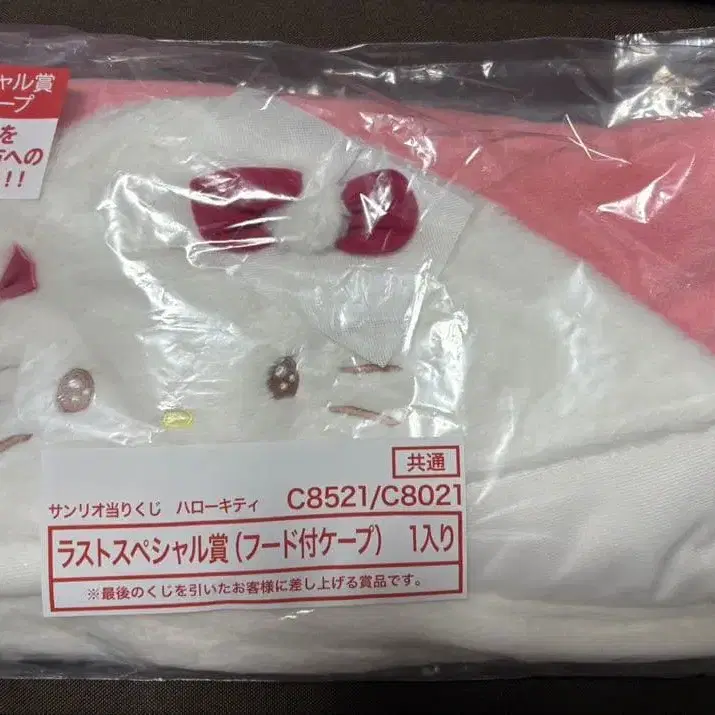 ャル賞
ープ
を
への
!!
共通
サンリオ当りくじ ハローキティ C8521/C8021
ラストスペシャル賞(フード付ケープ) 1入り
※最後のくじを引いたお客様に差し上げる賞品です。